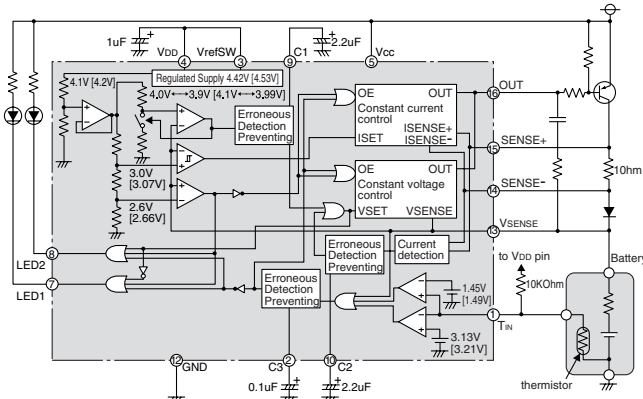 1uF
+
VDD
VrefSW
C1
+
2.2uF
Vcc
4
3
9
5
4.1V [4.2V]
Regulated Supply 4.42V [4.53V]
4.0V↔3.9V [4.1V↔3.99V]
Erroneous
Detection
Preventing
OE OUT
Constant current
control
ISENSE+
ISET ISENSE-
16 OUT
15 SENSE+
10hm
14 SENSE-
3.0V
[3.07V]
2.6V
[2.66V]
OE OUT
Constant voltage
control
VSET VSENSE
13 VSENSE
8
LED2
7
LED1
Erroneous
Detection
Preventing
Current
detection
Erroneous
Detection
Preventing
1.45V
[1.49V]
3.13V
[3.21V]
to VDD pin
10KOhm
Battery
1
TIN
thermistor
12
GND
C3
2
10
C2
0.1uF
+
+
2.2uF